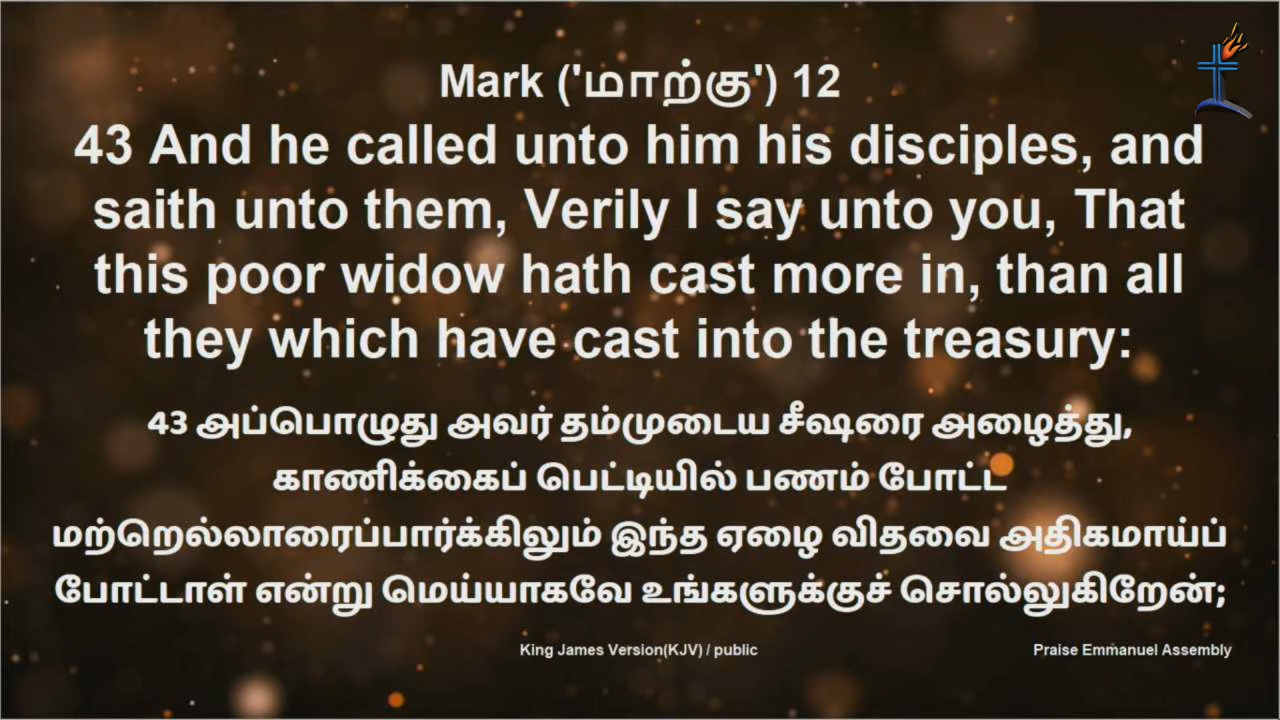 Mark ('மாற்கு') 12
43 And he called unto him his disciples, and
saith unto them, Verily I say unto you, That
this poor widow hath cast more in, than all
they which have cast into the treasury:
43 அப்பொழுது அவர் தம்முடைய சீஷரை அழைத்து,
காணிக்கைப் பெட்டியில் பணம் போட்ட
மற்றெல்லாரைப்பார்க்கிலும் இந்த ஏழை விதவை அதிகமாய்ப்
போட்டாள் என்று மெய்யாகவே உங்களுக்குச் சொல்லுகிறேன்;
King James Version(KJV) / public
Praise Emmanuel Assembly